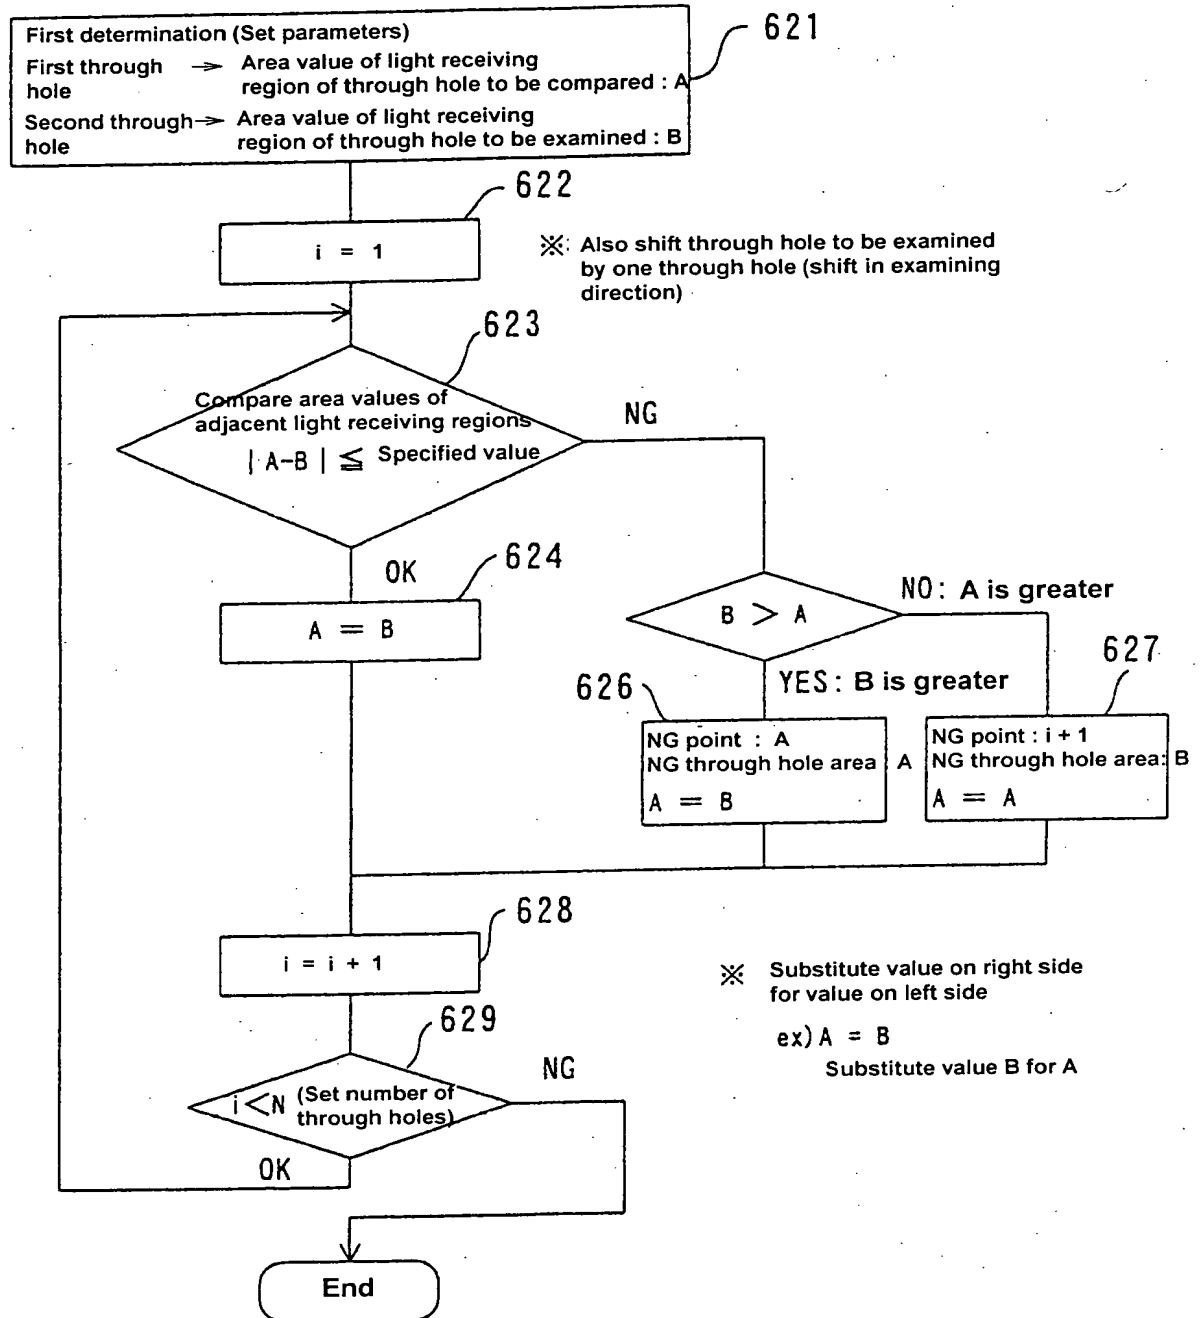 621
First determination (Set parameters)
First through hole → Area value of light receiving
region of through hole to be compared : A
Second through hole → Area value of light receiving
region of through hole to be examined : B
622
i = 1
※: Also shift through hole to be examined
by one through hole (shift in examining
direction)
623
Compare area values of
adjacent light receiving regions
| A-B | ≦ Specified value
NG
OK
624
A = B
B > A
NO: A is greater
YES: B is greater
626
NG point : A
NG through hole area A
A = B
627
NG point : i + 1
NG through hole area: B
A = A
628
i = i + 1
※ Substitute value on right side
for value on left side
ex) A = B
Substitute value B for A
629
i < N (Set number of
through holes)
NG
OK
End